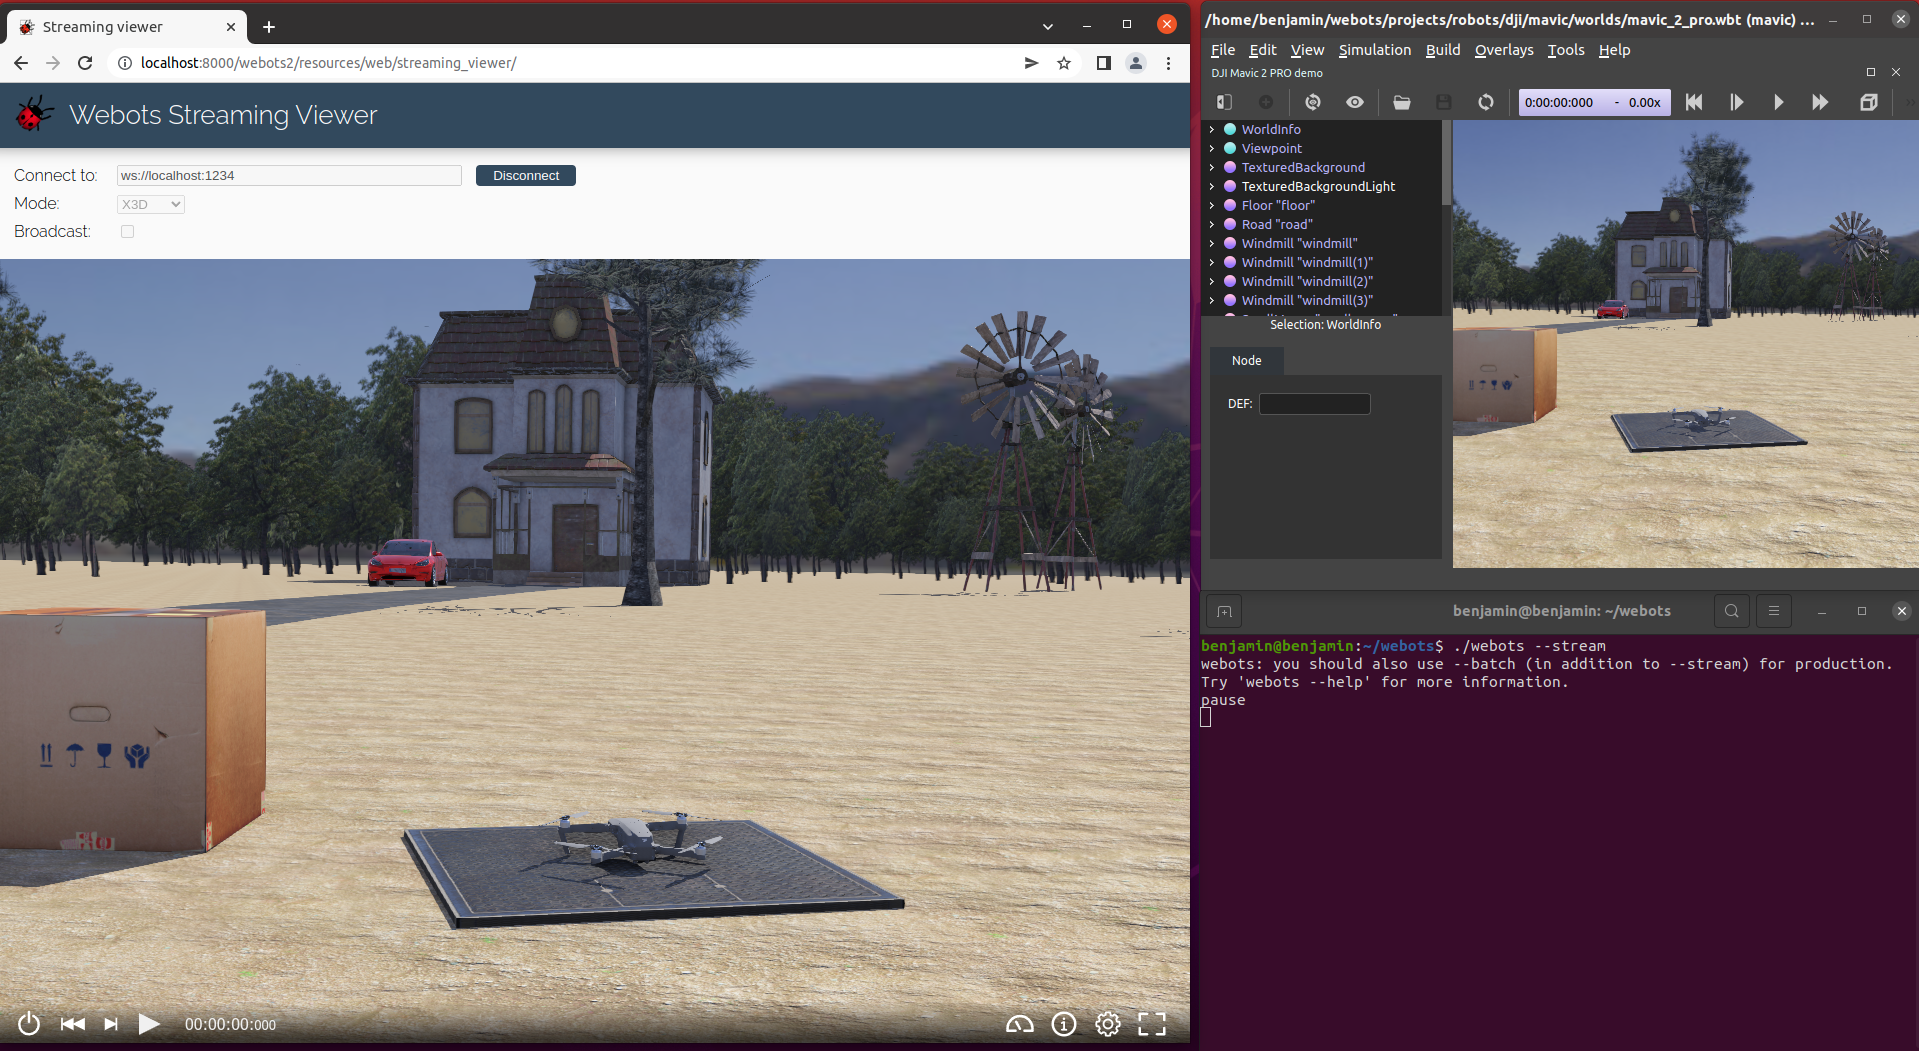 Streaming viewer
localhost:8000/webots2/resources/web/streaming_viewer/
Webots Streaming Viewer
Connect to: ws://localhost:1234 Disconnect
Mode: X3D
Broadcast:
00:00:00:000
/home/benjamin/webots/projects/robots/dji/mavic/worlds/mavic_2_pro.wbt (mavic) ...
File Edit View Simulation Build Overlays Tools Help
DJI Mavic 2 PRO demo
0:00:00:000 - 0.00x
WorldInfo
Viewpoint
TexturedBackground
TexturedBackgroundLight
Floor "floor"
Road "road"
Windmill "windmill"
Windmill "windmill(1)"
Windmill "windmill(2)"
Windmill "windmill(3)"
Selection: WorldInfo
Node
DEF:
benjamin@benjamin: ~/webots
benjamin@benjamin:~/webots$ ./webots --stream
webots: you should also use --batch (in addition to --stream) for production.
Try 'webots --help' for more information.
pause